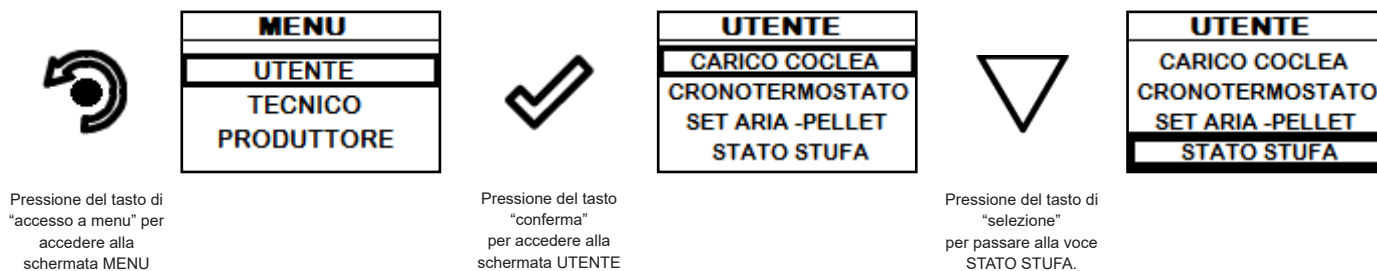 MENU
UTENTE
TECNICO
PRODUTTORE
UTENTE
CARICO COCLEA
CRONOTERMOSTATO
SET ARIA -PELLET
STATO STUFA
UTENTE
CARICO COCLEA
CRONOTERMOSTATO
SET ARIA -PELLET
STATO STUFA
Pressione del tasto di
“accesso a menu” per
accedere alla
schermata MENU
Pressione del tasto
“conferma”
per accedere alla
schermata UTENTE
Pressione del tasto di
“selezione”
per passare alla voce
STATO STUFA.